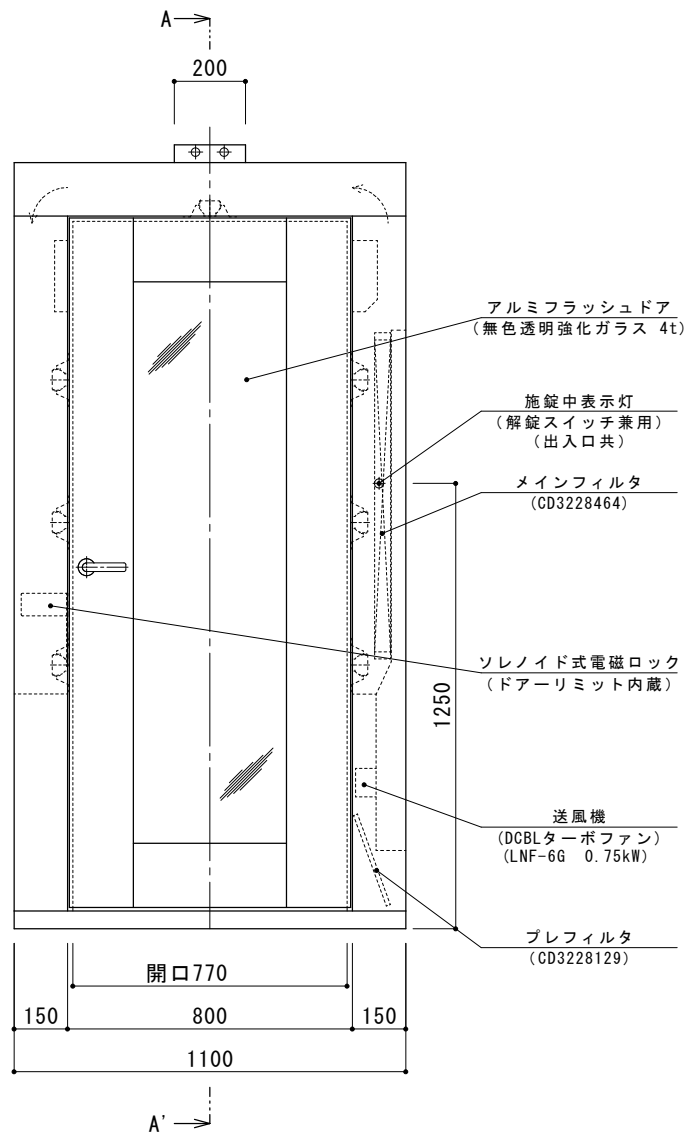 A
200
アルミフラッシュドア
(無色透明強化ガラス 4t)
施錠中表示灯
(解錠スイッチ兼用)
(出入口共)
メインフィルタ
(CD3228464)
ソレノイド式電磁ロック
(ドアーリミット内蔵)
1250
送風機
(DCBLターボファン)
(LNF-6G 0.75kW)
プレフィルタ
(CD3228129)
開口770
150 800 150
1100
A'